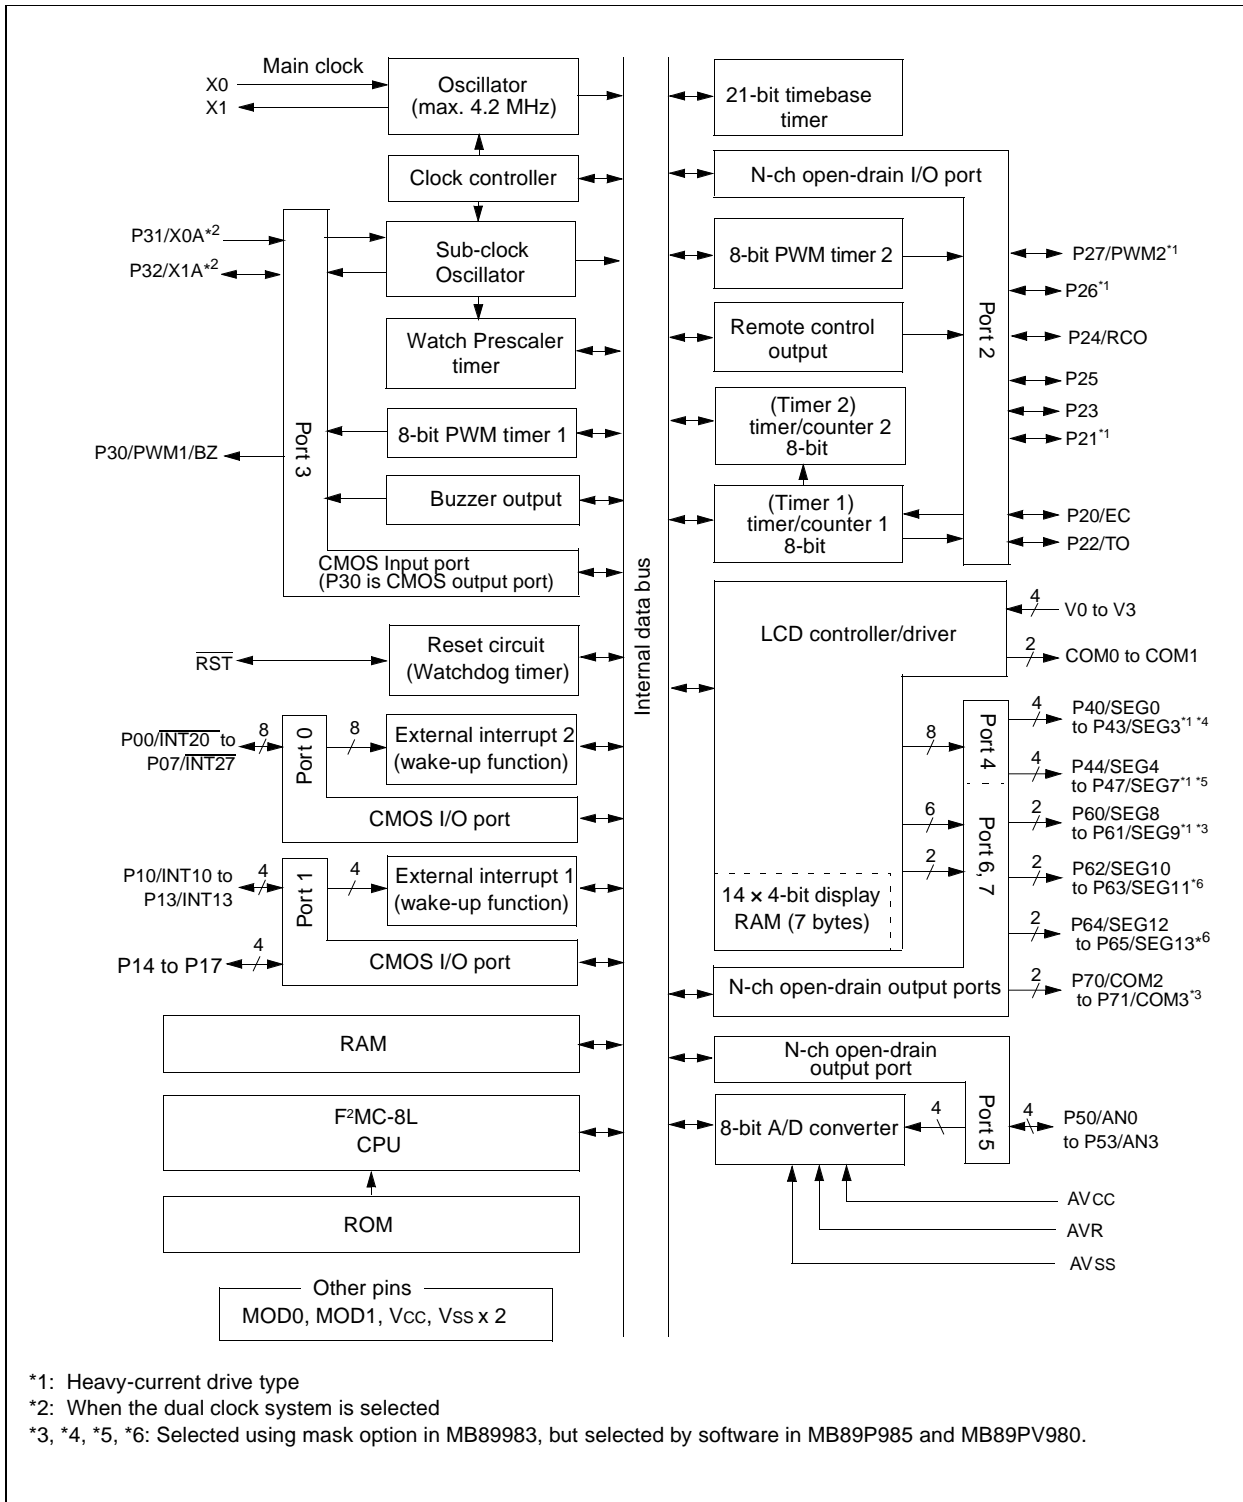 Main clock
X0
X1
Oscillator
(max. 4.2 MHz)
Clock controller
P31/X0A*2
P32/X1A*2
Sub-clock
Oscillator
Watch Prescaler
timer
Port 3
8-bit PWM timer 1
P30/PWM1/BZ
Buzzer output
CMOS Input port
(P30 is CMOS output port)
RST
Reset circuit
(Watchdog timer)
P00/INT20 to
P07/INT27
8
Port 0
8
External interrupt 2
(wake-up function)
CMOS I/O port
P10/INT10 to
P13/INT13
4
Port 1
4
External interrupt 1
(wake-up function)
P14 to P17
4
CMOS I/O port
RAM
F2MC-8L
CPU
ROM
Other pins
MOD0, MOD1, VCC, VSS x 2
Internal data bus
21-bit timebase
timer
N-ch open-drain I/O port
8-bit PWM timer 2
Remote control
output
(Timer 2)
timer/counter 2
8-bit
(Timer 1)
timer/counter 1
8-bit
Port 2
P27/PWM2*1
P26*1
P24/RCO
P25
P23
P21*1
P20/EC
P22/TO
LCD controller/driver
4
V0 to V3
2
COM0 to COM1
8
6
2
14 × 4-bit display
RAM (7 bytes)
Port 4
Port 6, 7
4
P40/SEG0
to P43/SEG3*1 *4
4
P44/SEG4
to P47/SEG7*1 *5
2
P60/SEG8
to P61/SEG9*1 *3
2
P62/SEG10
to P63/SEG11*6
2
P64/SEG12
to P65/SEG13*6
2
P70/COM2
to P71/COM3*3
N-ch open-drain output ports
N-ch open-drain
output port
8-bit A/D converter
4
Port 5
4
P50/AN0
to P53/AN3
AVCC
AVR
AVSS
*1: Heavy-current drive type
*2: When the dual clock system is selected
*3, *4, *5, *6: Selected using mask option in MB89983, but selected by software in MB89P985 and MB89PV980.